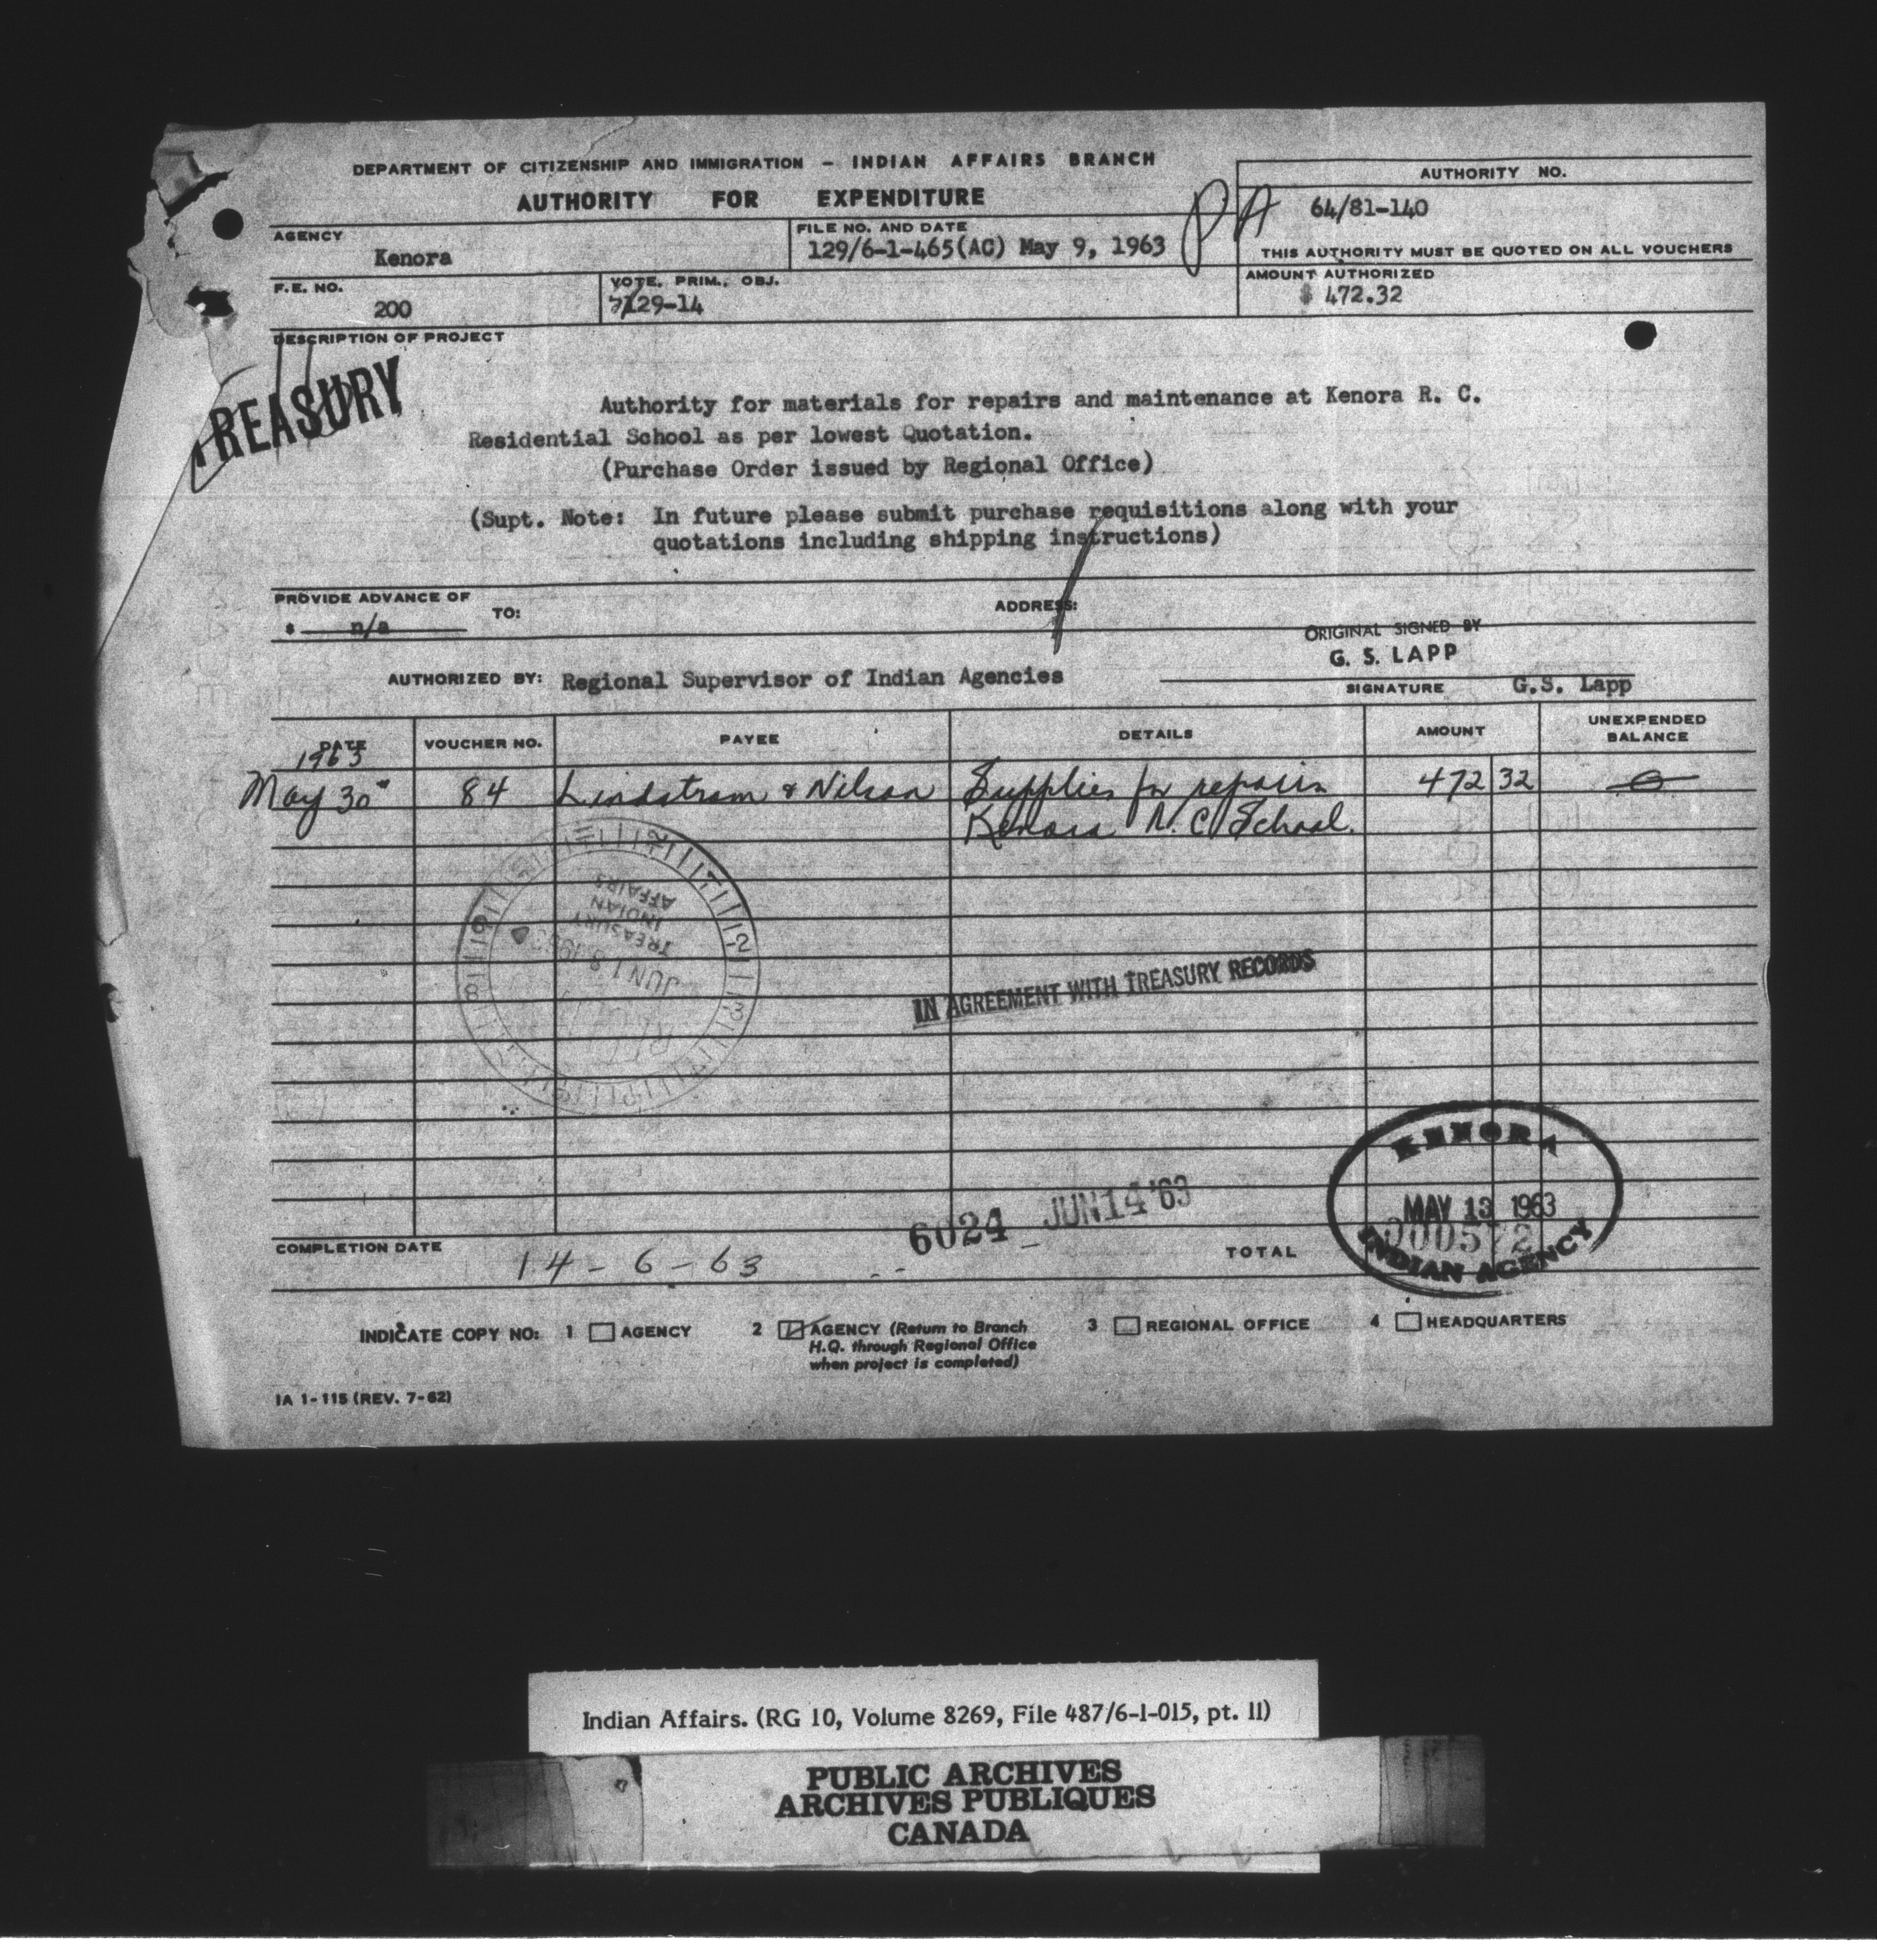 DEPARTMENT OF CITIZENSHIP AND IMMIGRATION – INDIAN AFFAIRS BRANCH
AUTHORITY FOR EXPENDITURE
AUTHORITY NO.
PA 64/81-140
THIS AUTHORITY MUST BE QUOTED ON ALL VOUCHERS
AGENCY
Kenora
FILE NO. AND DATE
129/6-1-465(AC) May 9, 1963
F.E. NO.
200
VOTE, PRIM., OBJ.
29-14
AMOUNT AUTHORIZED
$ 472.32
DESCRIPTION OF PROJECT
TREASURY
Authority for materials for repairs and maintenance at Kenora R. C.
Residential School as per lowest Quotation.
(Purchase Order issued by Regional Office)
(Supt. Note: In future please submit purchase requisitions along with your
quotations including shipping instructions)
PROVIDE ADVANCE OF
$ n/a TO: ADDRESS:
ORIGINAL SIGNED BY
G. S. LAPP
AUTHORIZED BY: Regional Supervisor of Indian Agencies
SIGNATURE G.S. Lapp
DATE VOUCHER NO. PAYEE DETAILS AMOUNT UNEXPENDED BALANCE
1963
May 30 84 Lindstrom & Nilson Supplies for repairs 472 32 0
Kenora R. C School.
TREASURY
INDIAN
AFFAIRS
JUN 18 1963
IN AGREEMENT WITH TREASURY RECORDS
KENORA
MAY 13 1963
000572
INDIAN AGENCY
6024 JUN 14 '63
COMPLETION DATE 14-6-63 TOTAL
INDICATE COPY NO: 1 AGENCY 2 AGENCY (Return to Branch 3 REGIONAL OFFICE 4 HEADQUARTERS
H.Q. through Regional Office
when project is completed)
IA 1-115 (REV. 7-62)
Indian Affairs. (RG 10, Volume 8269, File 487/6-1-015, pt. 11)
PUBLIC ARCHIVES
ARCHIVES PUBLIQUES
CANADA